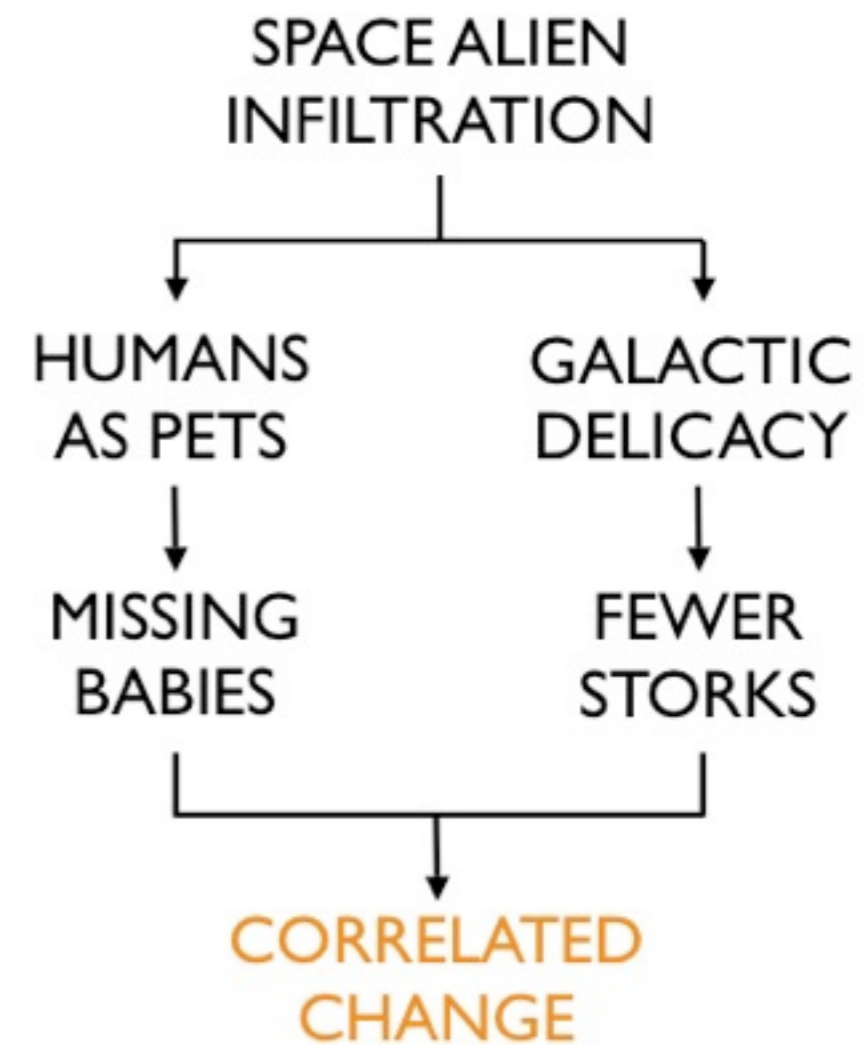 SPACE ALIEN
INFILTRATION
HUMANS
AS PETS
GALACTIC
DELICACY
MISSING
BABIES
FEWER
STORKS
CORRELATED
CHANGE